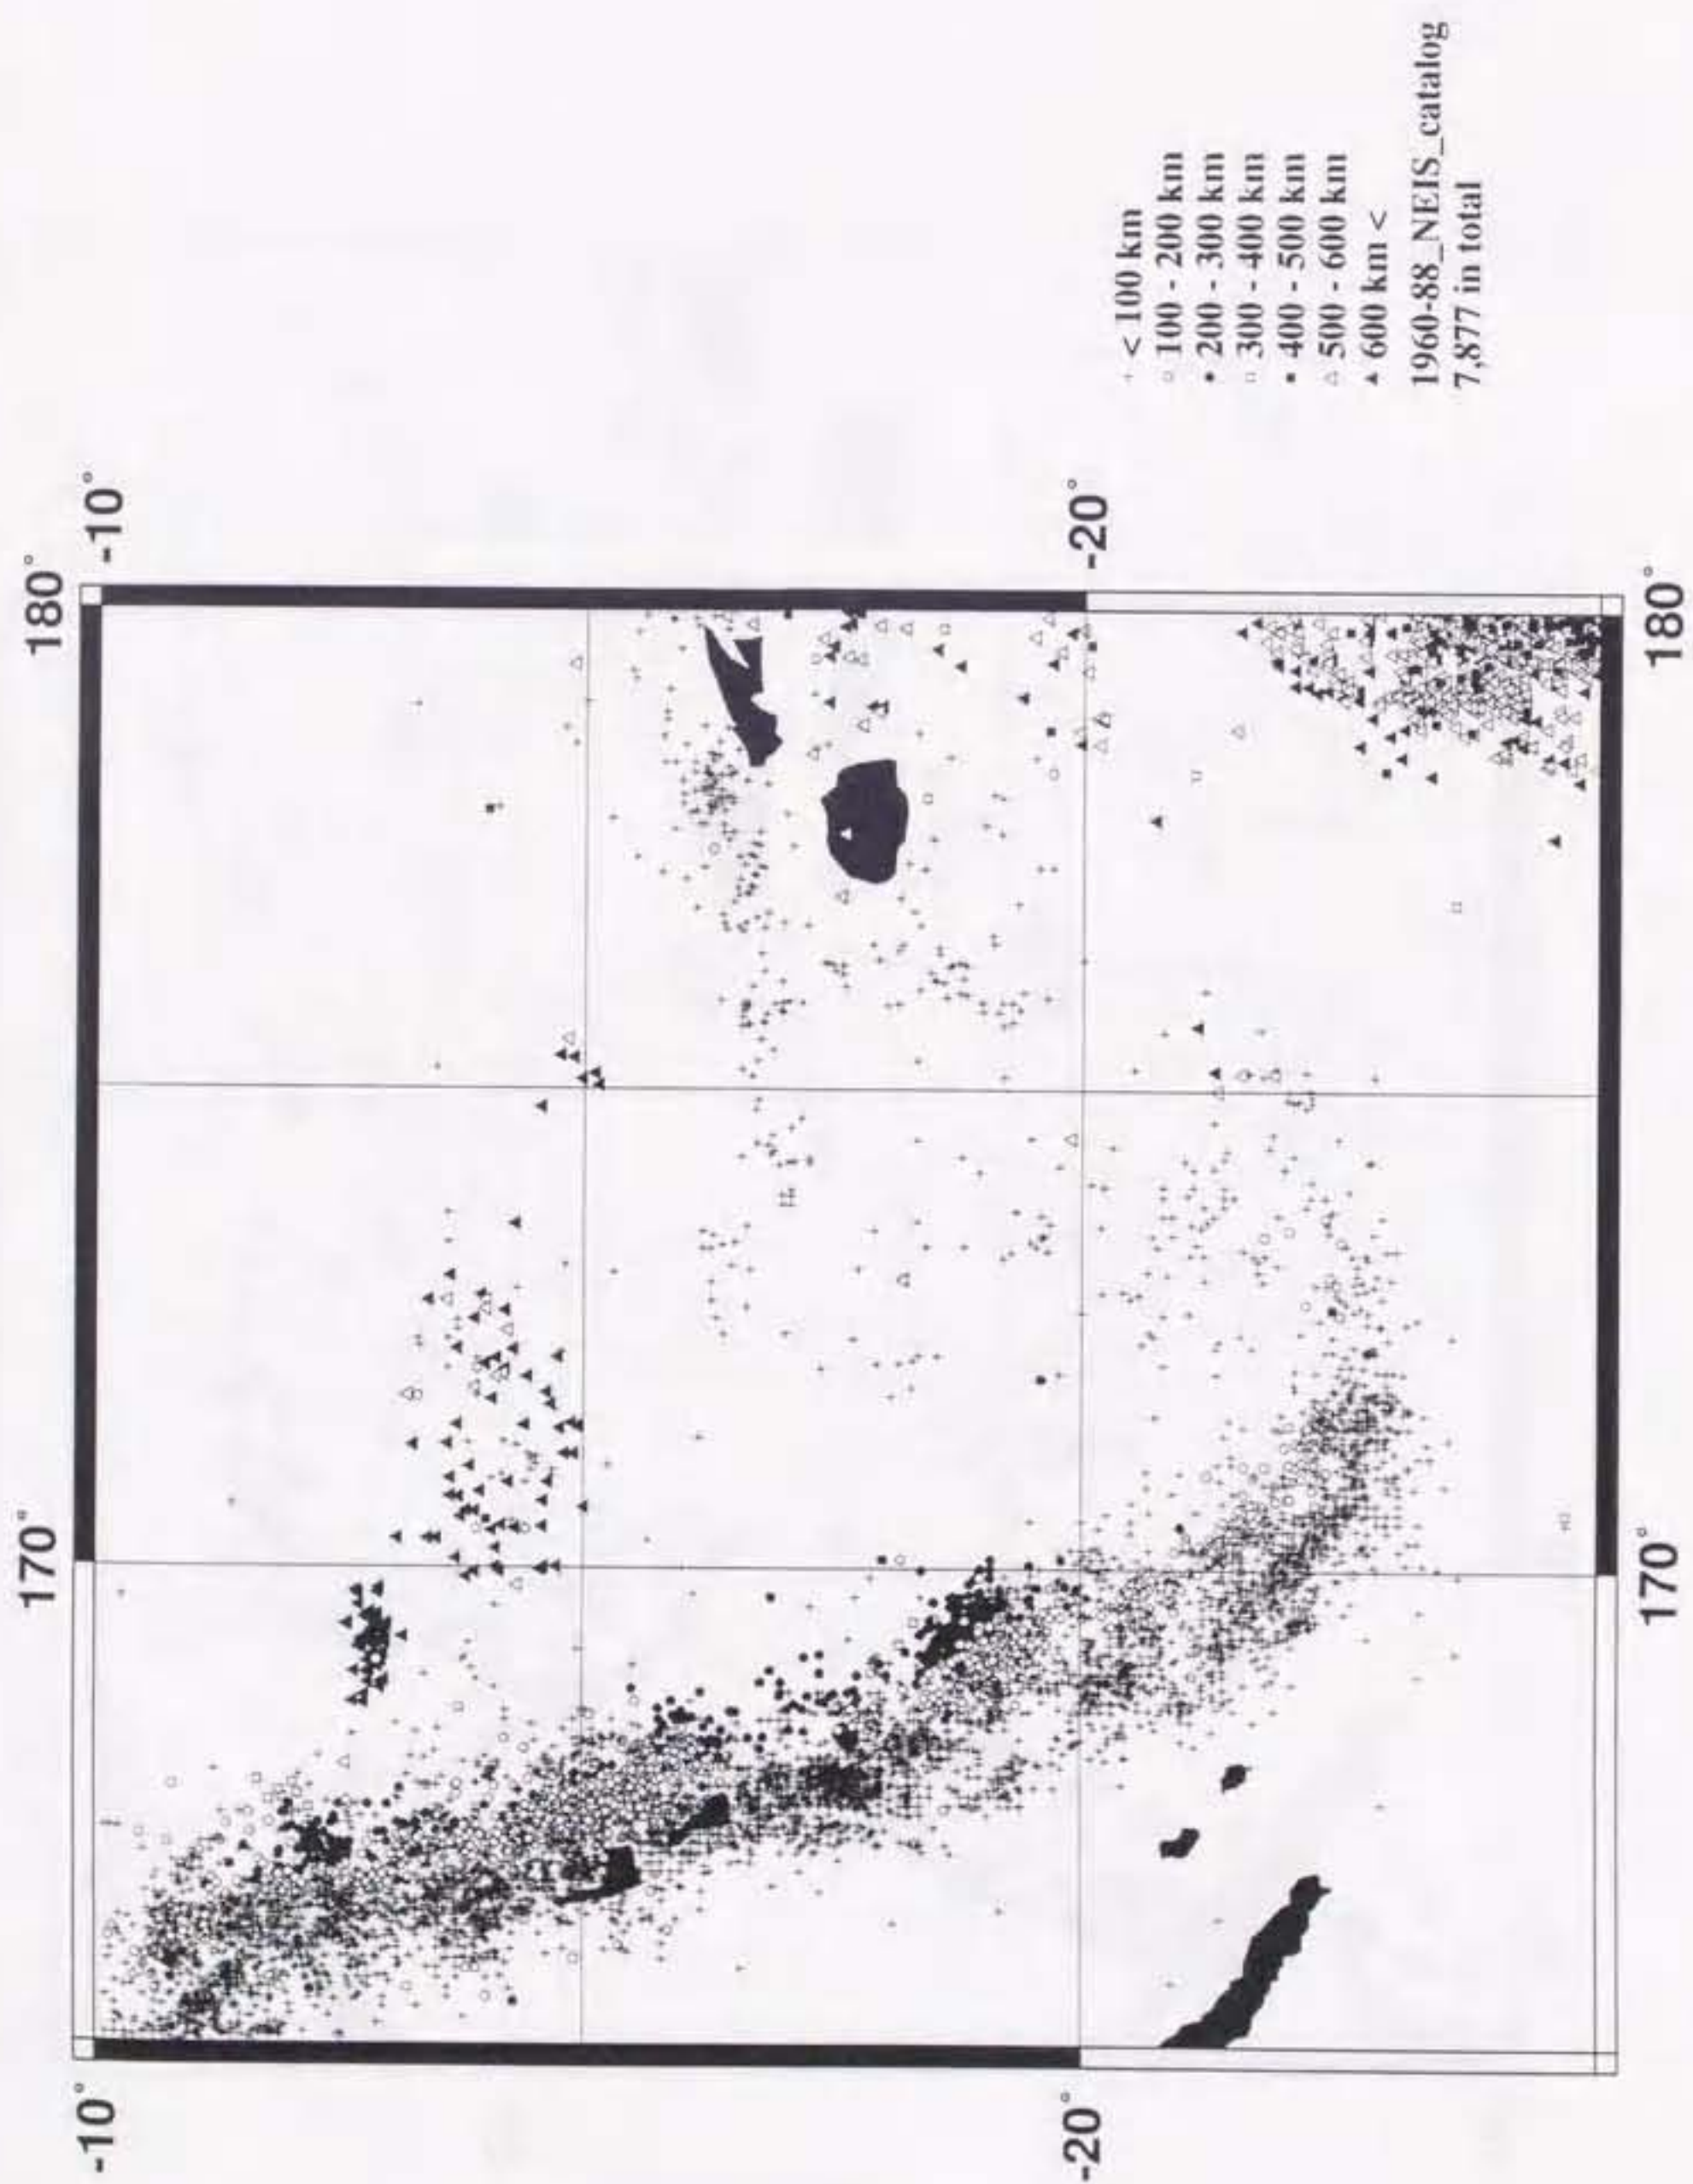 170°
180°
-10°
-10°
-20°
-20°
170°
180°
+ < 100 km
○ 100 - 200 km
● 200 - 300 km
□ 300 - 400 km
■ 400 - 500 km
△ 500 - 600 km
▲ 600 km <
1960-88_NEIS_catalog
7,877 in total